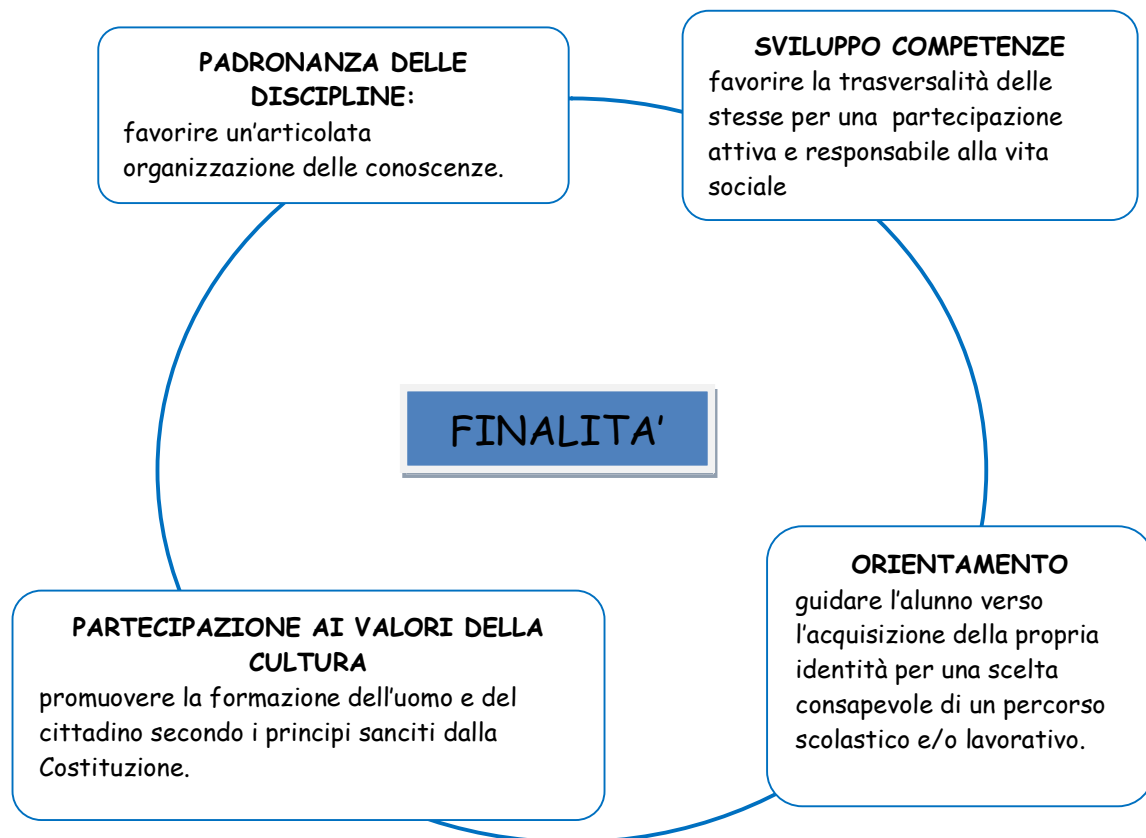 PADRONANZA DELLE
DISCIPLINE:
favorire un'articolata
organizzazione delle conoscenze.
SVILUPPO COMPETENZE
favorire la trasversalità delle
stesse per una partecipazione
attiva e responsabile alla vita
sociale
FINALITA'
PARTECIPAZIONE AI VALORI DELLA
CULTURA
promuovere la formazione dell'uomo e del
cittadino secondo i principi sanciti dalla
Costituzione.
ORIENTAMENTO
guidare l'alunno verso
l'acquisizione della propria
identità per una scelta
consapevole di un percorso
scolastico e/o lavorativo.